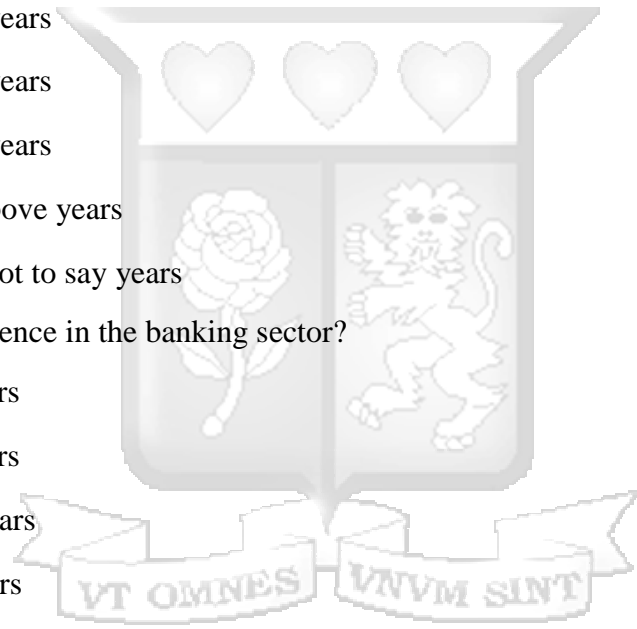 ears
ears
ears
bove years
ot to say years
ence in the banking sector?
rs
rs
ars
rs
VT OMNES VNVM SINT